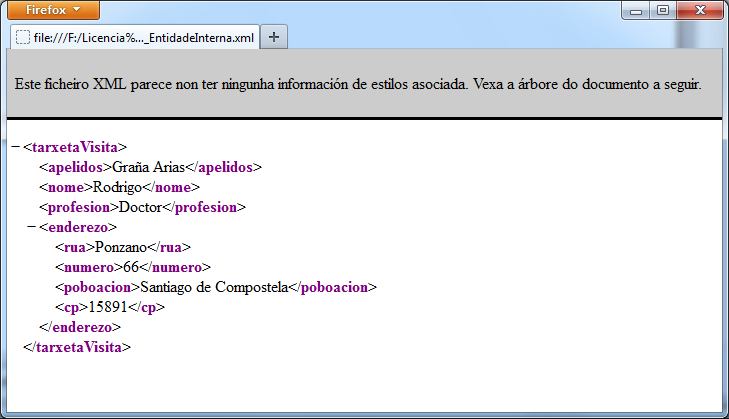 Firefox
file:///F:/Licencia%..._EntidadeInterna.xml
Este ficheiro XML parece non ter ningunha información de estilos asociada. Vexa a árbore do documento a seguir.
− <tarxetaVisita>
<apelidos>Graña Arias</apelidos>
<nome>Rodrigo</nome>
<profesion>Doctor</profesion>
− <enderezo>
<rua>Ponzano</rua>
<numero>66</numero>
<poboacion>Santiago de Compostela</poboacion>
<cp>15891</cp>
</enderezo>
</tarxetaVisita>